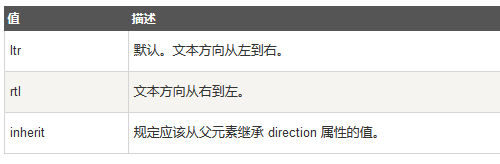 值 描述
ltr 默认。文本方向从左到右。
rtl 文本方向从右到左。
inherit 规定应该从父元素继承 direction 属性的值。